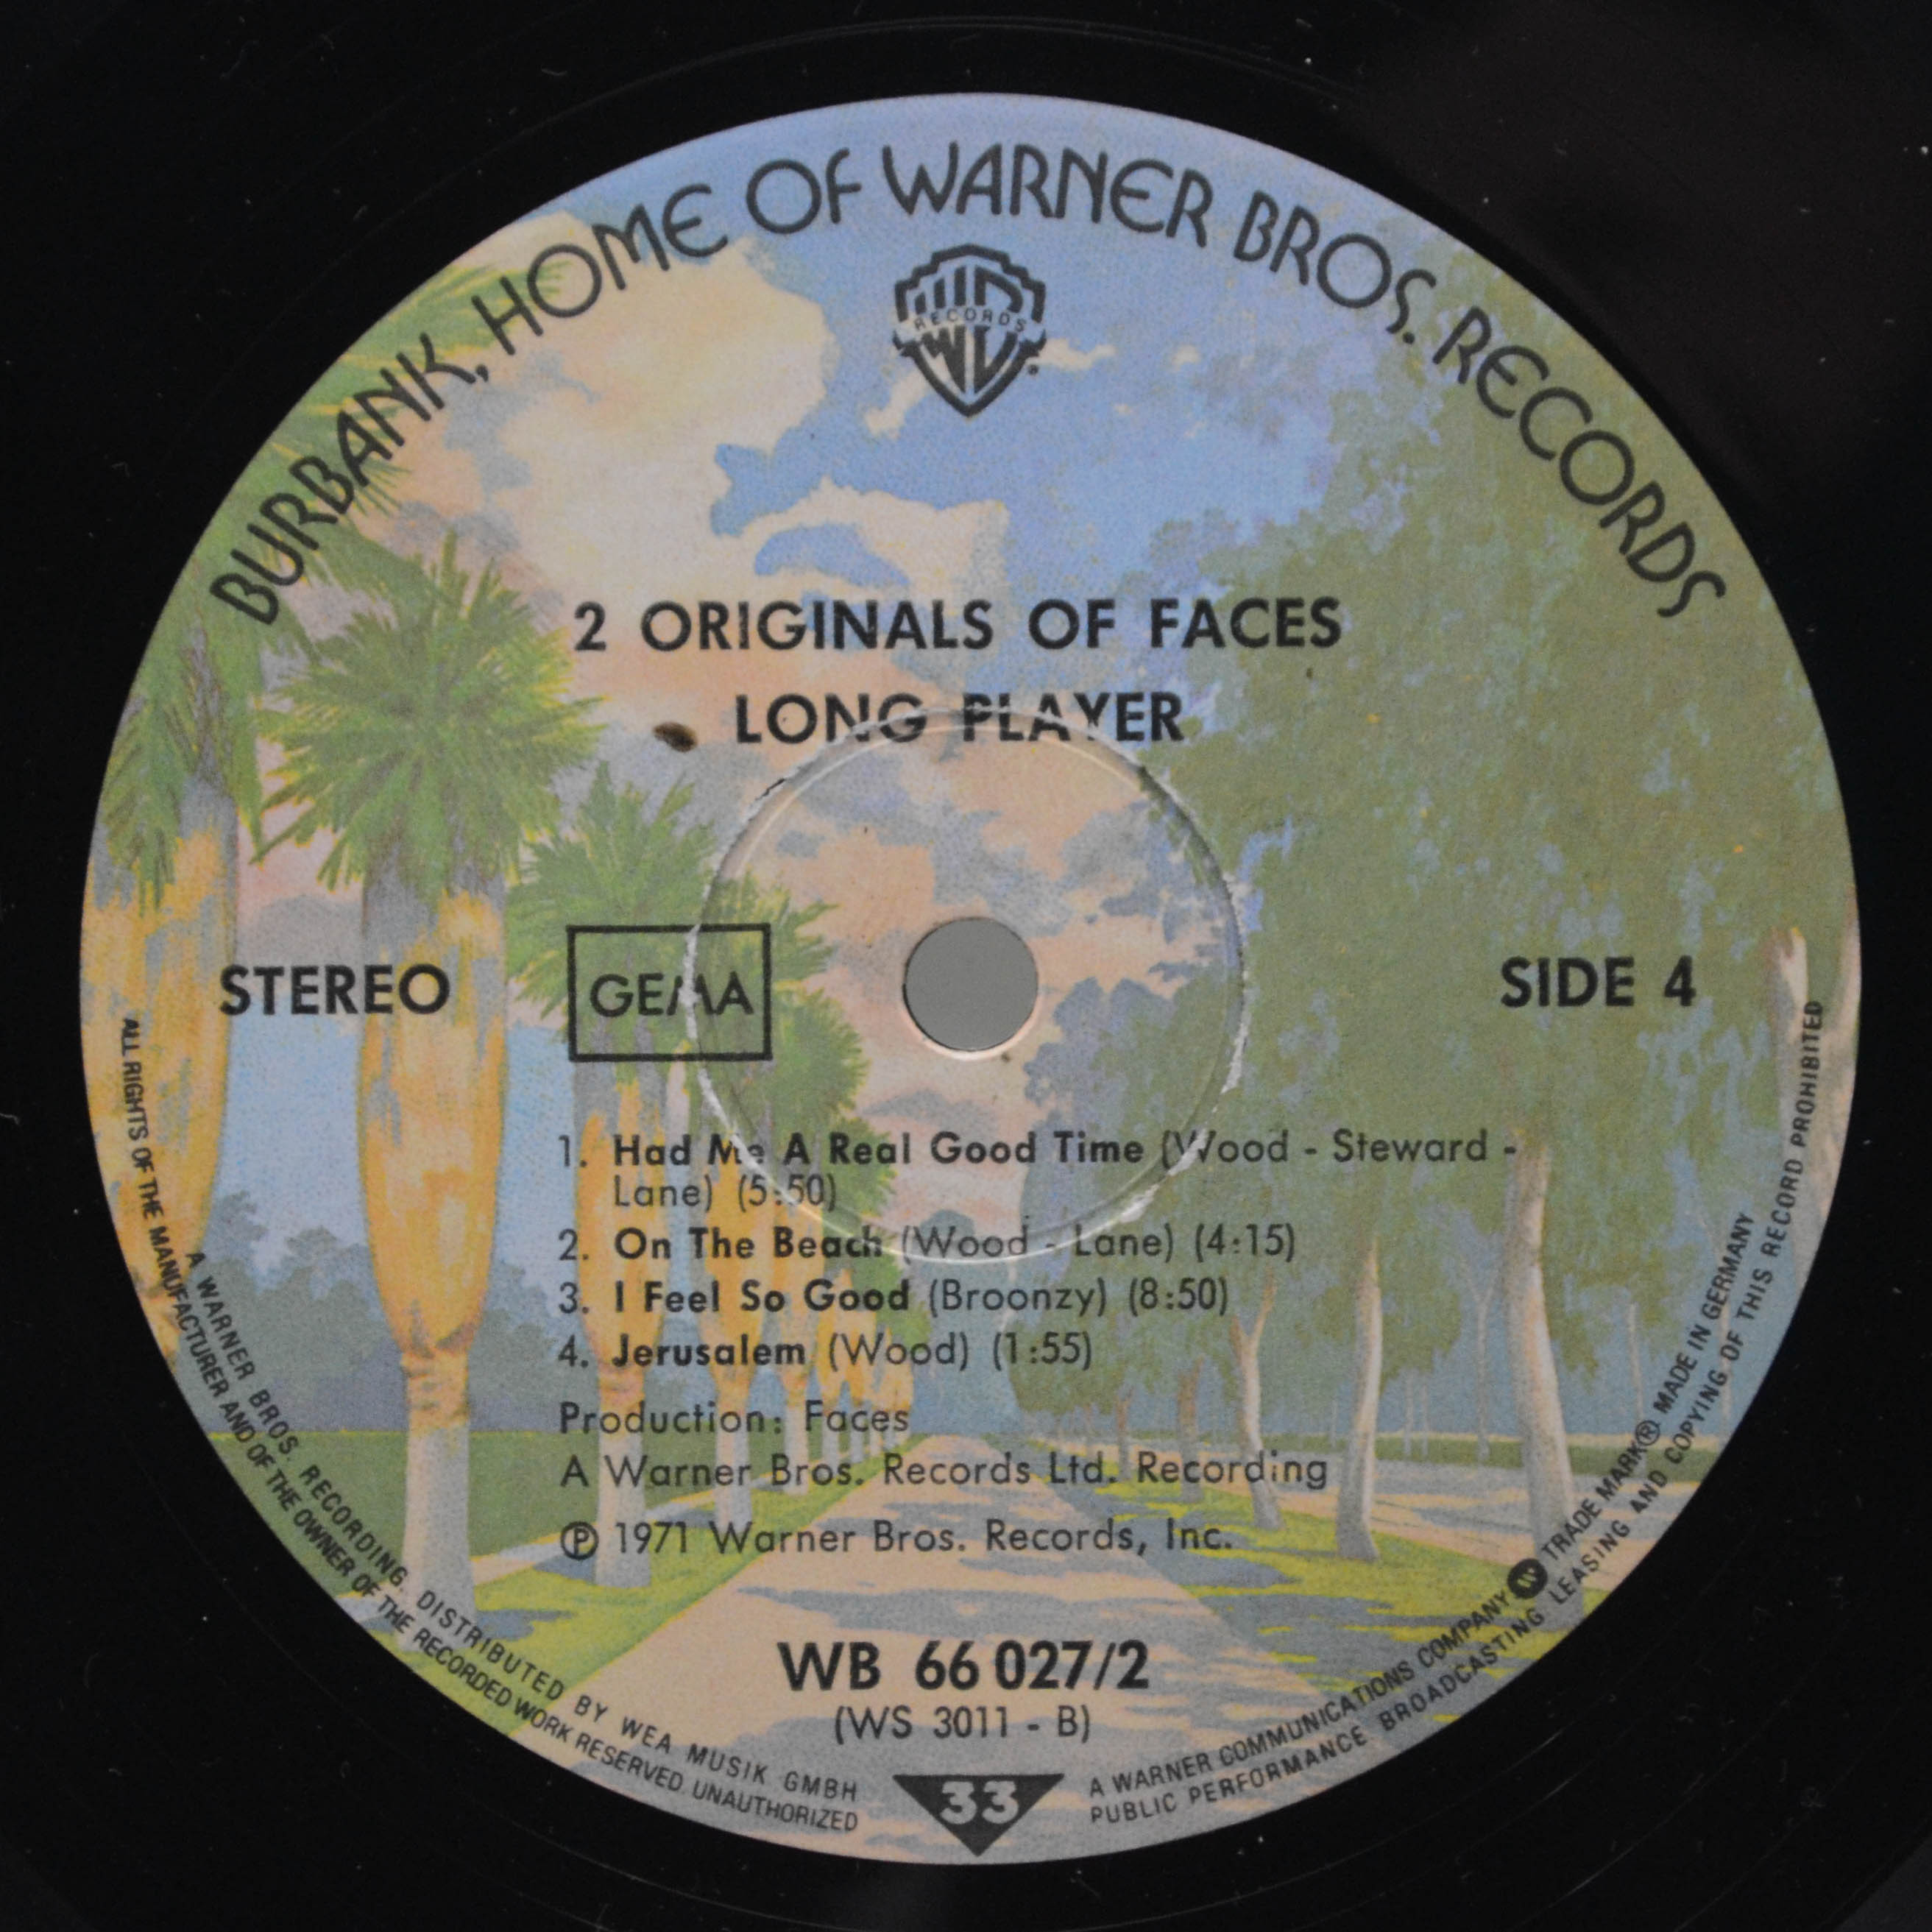 BURBANK, HOME OF WARNER BROS. RECORDS
RECORDS
2 ORIGINALS OF FACES
LONG PLAYER
STEREO
GEMA
SIDE 4
1. Had Me A Real Good Time (Wood - Steward -
Lane) (5:50)
2. On The Beach (Wood - Lane) (4:15)
3. I Feel So Good (Broonzy) (8:50)
4. Jerusalem (Wood) (1:55)
Production: Faces
A Warner Bros. Records Ltd. Recording
℗ 1971 Warner Bros. Records, Inc.
WB 66 027/2
(WS 3011 - B)
33
A WARNER BROS. RECORDING. DISTRIBUTED BY WEA MUSIK GMBH
A WARNER COMMUNICATIONS COMPANY W TRADE MARK® MADE IN GERMANY
ALL RIGHTS OF THE MANUFACTURER AND OF THE OWNER OF THE RECORDED WORK RESERVED. UNAUTHORIZED
PUBLIC PERFORMANCE BROADCASTING LEASING AND COPYING OF THIS RECORD PROHIBITED